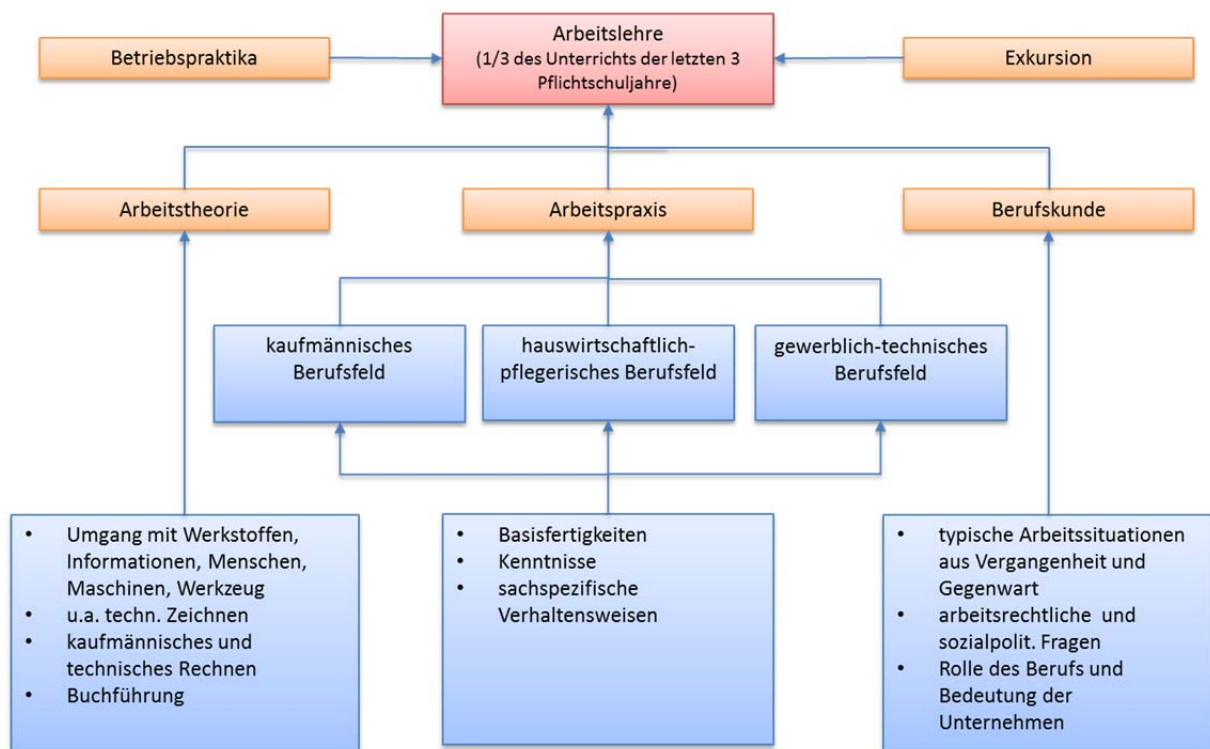 Arbeitslehre
(1/3 des Unterrichts der letzten 3
Pflichtschuljahre)
Betriebspraktika
Exkursion
Arbeitstheorie
Arbeitspraxis
Berufskunde
kaufmännisches
Berufsfeld
hauswirtschaftlich-
pflegerisches Berufsfeld
gewerblich-technisches
Berufsfeld
• Umgang mit Werkstoffen,
Informationen, Menschen,
Maschinen, Werkzeug
• u.a. techn. Zeichnen
• kaufmännisches und
technisches Rechnen
• Buchführung
• Basisfertigkeiten
• Kenntnisse
• sachspezifische
Verhaltensweisen
• typische Arbeitssituationen
aus Vergangenheit und
Gegenwart
• arbeitsrechtliche und
sozialpolit. Fragen
• Rolle des Berufs und
Bedeutung der
Unternehmen